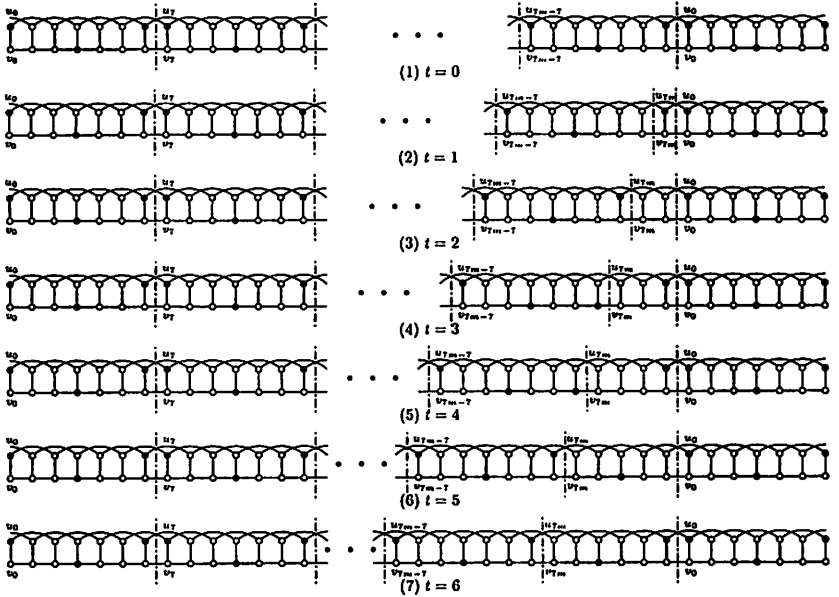 u₀ u₇ u₇ₘ₋₇ u₀
v₀ v₇ v₇ₘ₋₇ v₀
(1) t = 0
u₀ u₇ u₇ₘ₋₇ u₇ₘ u₀
v₀ v₇ v₇ₘ₋₇ v₇ₘ v₀
(2) t = 1
u₀ u₇ u₇ₘ₋₇ u₇ₘ u₀
v₀ v₇ v₇ₘ₋₇ v₇ₘ v₀
(3) t = 2
u₀ u₇ u₇ₘ₋₇ u₇ₘ u₀
v₀ v₇ v₇ₘ₋₇ v₇ₘ v₀
(4) t = 3
u₀ u₇ u₇ₘ₋₇ u₇ₘ u₀
v₀ v₇ v₇ₘ₋₇ v₇ₘ v₀
(5) t = 4
u₀ u₇ u₇ₘ₋₇ u₇ₘ u₀
v₀ v₇ v₇ₘ₋₇ v₇ₘ v₀
(6) t = 5
u₀ u₇ u₇ₘ₋₇ u₇ₘ u₀
v₀ v₇ v₇ₘ₋₇ v₇ₘ v₀
(7) t = 6